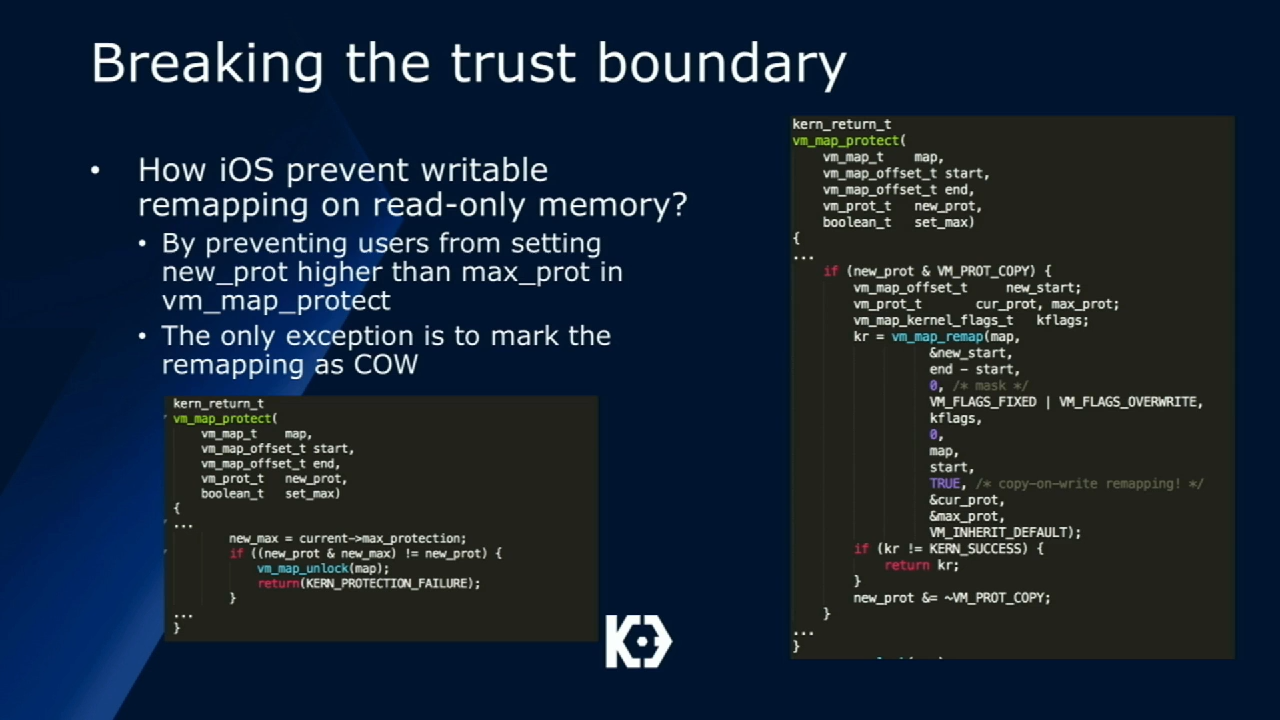 Breaking the trust boundary
• How iOS prevent writable
remapping on read-only memory?
• By preventing users from setting
new_prot higher than max_prot in
vm_map_protect
• The only exception is to mark the
remapping as COW
kern_return_t
vm_map_protect(
vm_map_t map,
vm_map_offset_t start,
vm_map_offset_t end,
vm_prot_t new_prot,
boolean_t set_max)
{
...
new_max = current->max_protection;
if ((new_prot & new_max) != new_prot) {
vm_map_unlock(map);
return(KERN_PROTECTION_FAILURE);
}
...
}
kern_return_t
vm_map_protect(
vm_map_t map,
vm_map_offset_t start,
vm_map_offset_t end,
vm_prot_t new_prot,
boolean_t set_max)
{
...
if (new_prot & VM_PROT_COPY) {
vm_map_offset_t new_start;
vm_prot_t cur_prot, max_prot;
vm_map_kernel_flags_t kflags;
kr = vm_map_remap(map,
&new_start,
end - start,
0, /* mask */
VM_FLAGS_FIXED | VM_FLAGS_OVERWRITE,
kflags,
0,
map,
start,
TRUE, /* copy-on-write remapping! */
&cur_prot,
&max_prot,
VM_INHERIT_DEFAULT);
if (kr != KERN_SUCCESS) {
return kr;
}
new_prot &= ~VM_PROT_COPY;
}
...
}